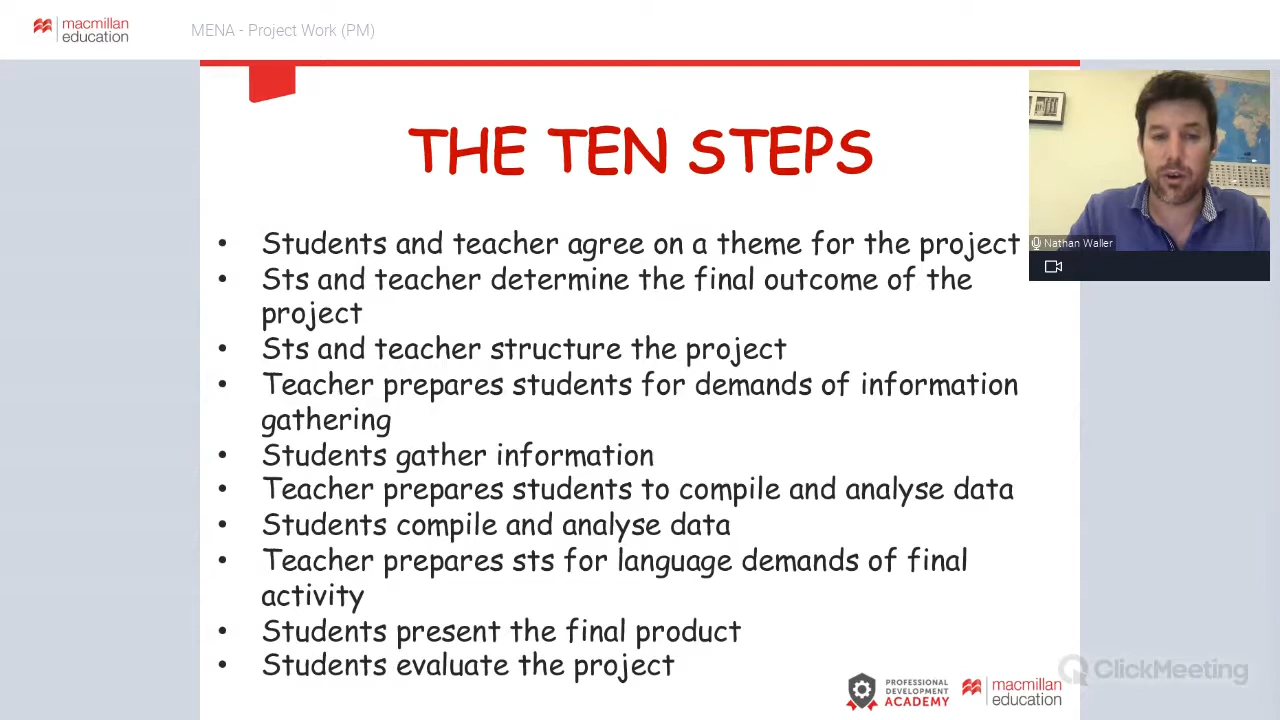 macmillan
education
MENA - Project Work (PM)
THE TEN STEPS
• Students and teacher agree on a theme for the project
• Sts and teacher determine the final outcome of the
project
• Sts and teacher structure the project
• Teacher prepares students for demands of information
gathering
• Students gather information
• Teacher prepares students to compile and analyse data
• Students compile and analyse data
• Teacher prepares sts for language demands of final
activity
• Students present the final product
• Students evaluate the project
Nathan Waller
PROFESSIONAL
DEVELOPMENT
ACADEMY
macmillan
education
ClickMeeting